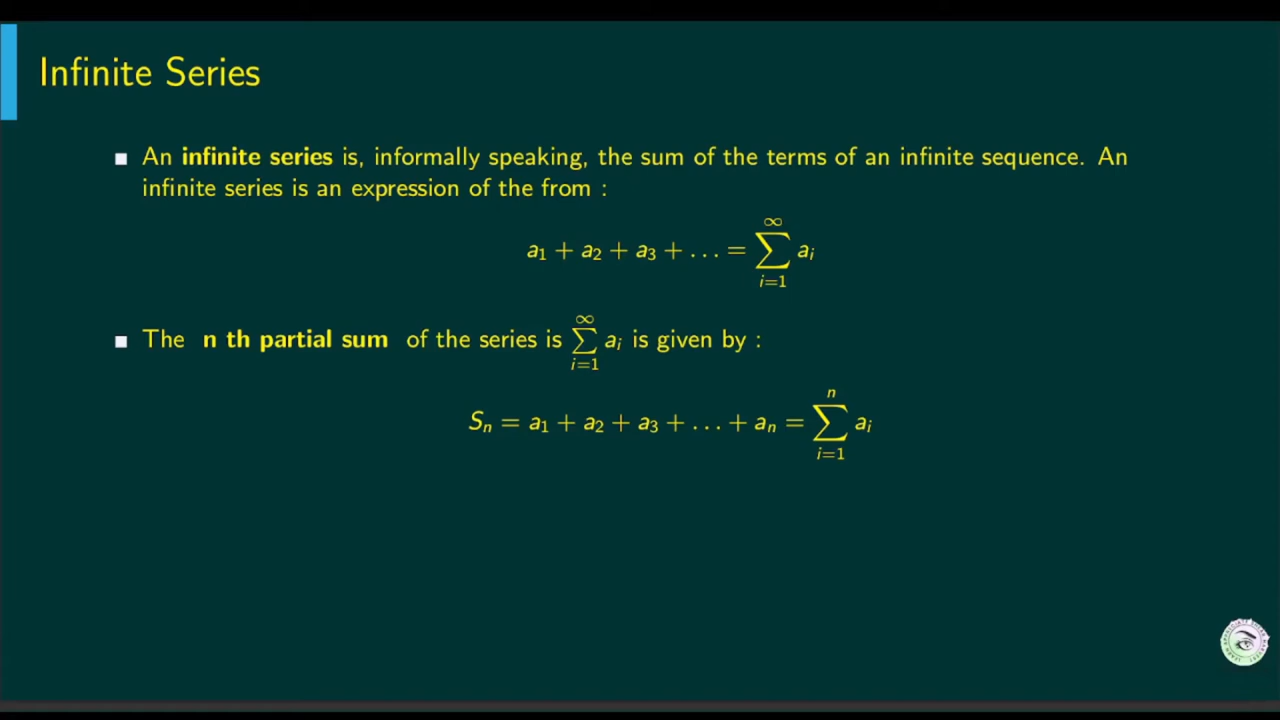 Infinite Series
An infinite series is, informally speaking, the sum of the terms of an infinite sequence. An
infinite series is an expression of the from :
a₁ + a₂ + a₃ + . . . = ∑_{i=1}^{∞} aᵢ
The n th partial sum of the series is ∑_{i=1}^{∞} aᵢ is given by :
Sₙ = a₁ + a₂ + a₃ + . . . + aₙ = ∑_{i=1}^{n} aᵢ